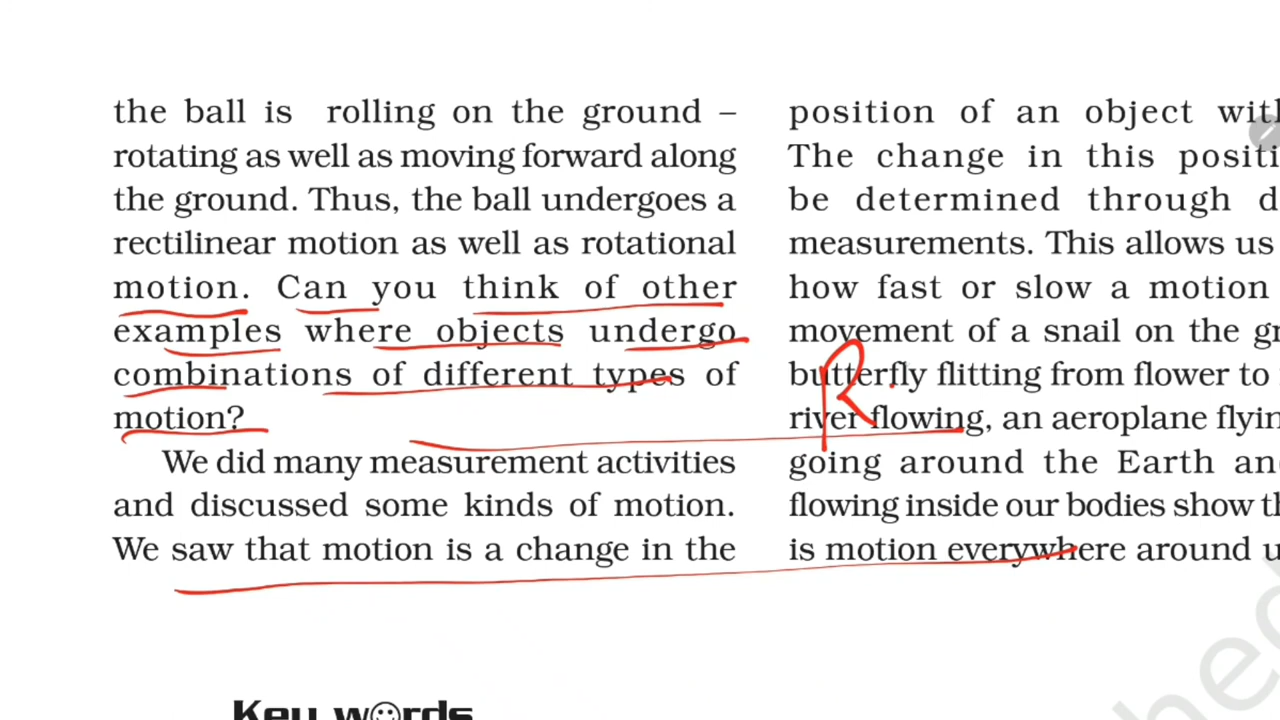 the ball is rolling on the ground –
rotating as well as moving forward along
the ground. Thus, the ball undergoes a
rectilinear motion as well as rotational
motion. Can you think of other
examples where objects undergo
combinations of different types of
motion?
We did many measurement activities
and discussed some kinds of motion.
We saw that motion is a change in the
Key words
position of an object with
The change in this positi
be determined through d
measurements. This allows us
how fast or slow a motion
movement of a snail on the gr
butterfly flitting from flower to
river flowing, an aeroplane flyin
going around the Earth an
flowing inside our bodies show th
is motion everywhere around u
R
hed